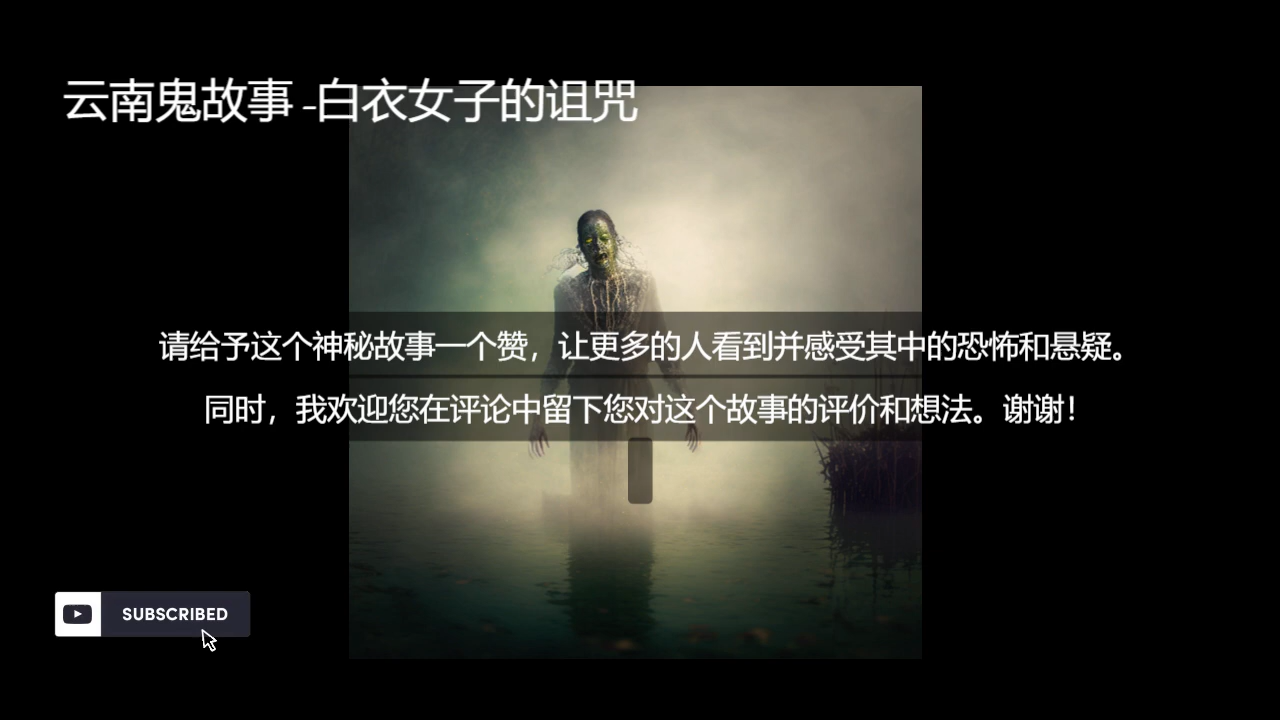 云南鬼故事 -白衣女子的诅咒
请给予这个神秘故事一个赞，让更多的人看到并感受其中的恐怖和悬疑。
同时，我欢迎您在评论中留下您对这个故事的评价和想法。谢谢！
SUBSCRIBED